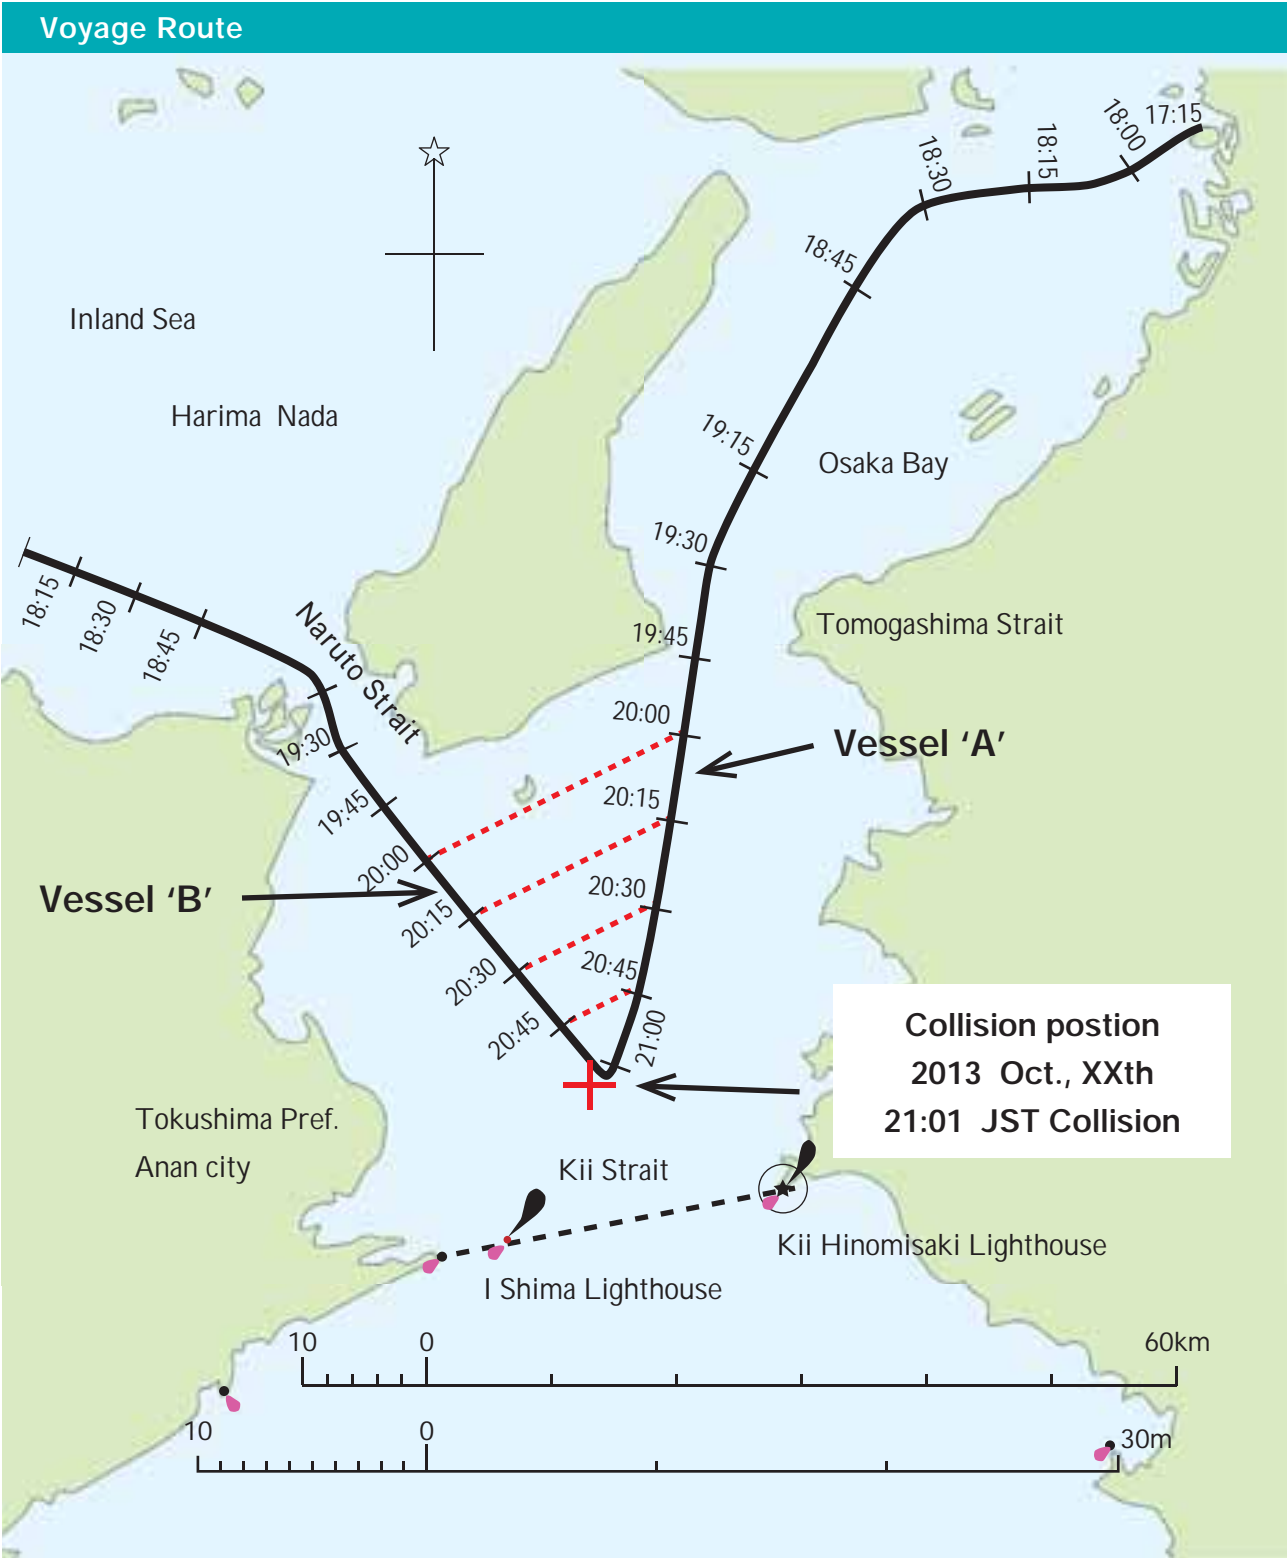 Voyage Route
17:15
18:00
18:15
18:30
18:45
Inland Sea
Harima Nada
19:15
Osaka Bay
19:30
18:15
18:30
18:45
Naruto Strait
19:45
Tomogashima Strait
20:00
Vessel ‘A’
19:30
20:15
19:45
20:00
20:30
Vessel ‘B’
20:15
20:45
20:30
21:00
20:45
Collision postion
2013 Oct., XXth
21:01 JST Collision
Tokushima Pref.
Anan city
Kii Strait
Kii Hinomisaki Lighthouse
I Shima Lighthouse
10 0 60km
10 0 30m